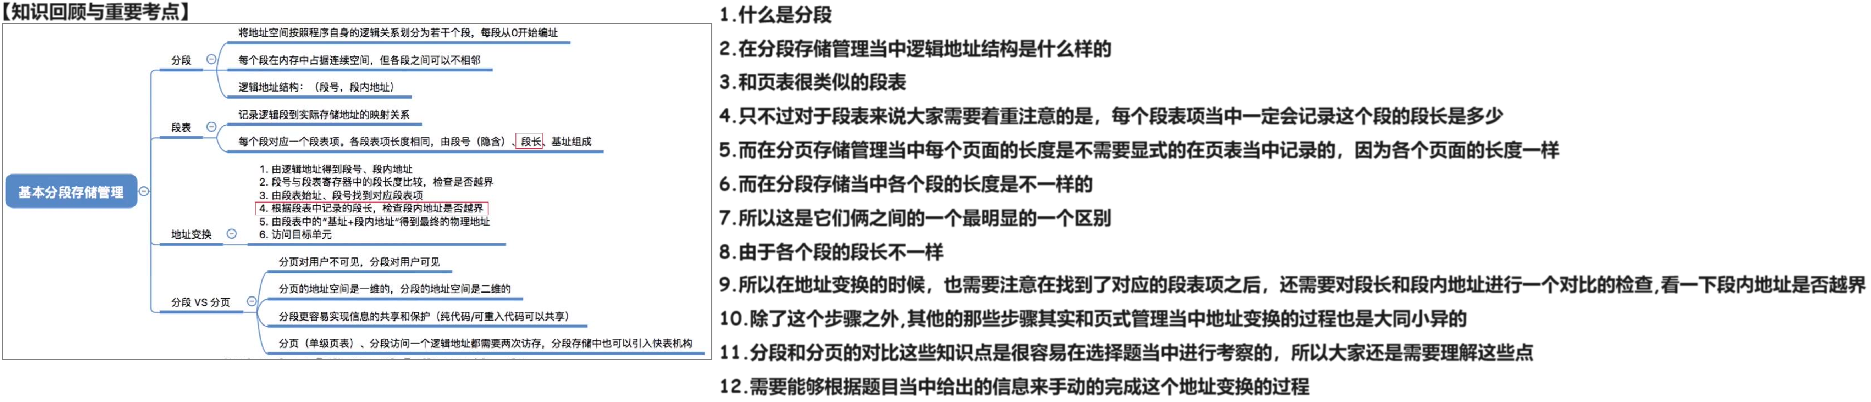 【知识回顾与重要考点】
基本分段存储管理
分段
将地址空间按照程序自身的逻辑关系划分为若干个段，每段从0开始编址
每个段在内存中占据连续空间，但各段之间可以不相邻
逻辑地址结构：（段号，段内地址）
段表
记录逻辑段到实际存储地址的映射关系
每个段对应一个段表项。各段表项长度相同，由段号（隐含）、段长、基址组成
地址变换
1. 由逻辑地址得到段号、段内地址
2. 段号与段表寄存器中的段长度比较，检查是否越界
3. 由段表始址、段号找到对应段表项
4. 根据段表中记录的段长，检查段内地址是否越界
5. 由段表中的“基址+段内地址”得到最终的物理地址
6. 访问目标单元
分段 VS 分页
分页对用户不可见，分段对用户可见
分页的地址空间是一维的，分段的地址空间是二维的
分段更容易实现信息的共享和保护（纯代码/可重入代码可以共享）
分页（单级页表）、分段访问一个逻辑地址都需要两次访存，分段存储中也可以引入快表机构
1.什么是分段
2.在分段存储管理当中逻辑地址结构是什么样的
3.和页表很类似的段表
4.只不过对于段表来说大家需要着重注意的是，每个段表项当中一定会记录这个段的段长是多少
5.而在分页存储管理当中每个页面的长度是不需要显式的在页表当中记录的，因为各个页面的长度一样
6.而在分段存储当中各个段的长度是不一样的
7.所以这是它们俩之间的一个最明显的一个区别
8.由于各个段的段长不一样
9.所以在地址变换的时候，也需要注意在找到了对应的段表项之后，还需要对段长和段内地址进行一个对比的检查,看一下段内地址是否越界
10.除了这个步骤之外,其他的那些步骤其实和页式管理当中地址变换的过程也是大同小异的
11.分段和分页的对比这些知识点是很容易在选择题当中进行考察的，所以大家还是需要理解这些点
12.需要能够根据题目当中给出的信息来手动的完成这个地址变换的过程